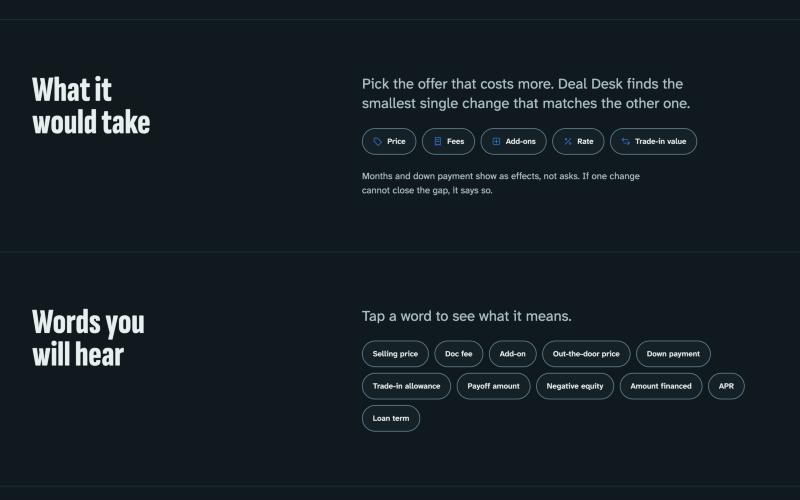 What it
would take
Pick the offer that costs more. Deal Desk finds the
smallest single change that matches the other one.
Price Fees Add-ons Rate Trade-in value
Months and down payment show as effects, not asks. If one change
cannot close the gap, it says so.
Words you
will hear
Tap a word to see what it means.
Selling price Doc fee Add-on Out-the-door price Down payment
Trade-in allowance Payoff amount Negative equity Amount financed APR
Loan term